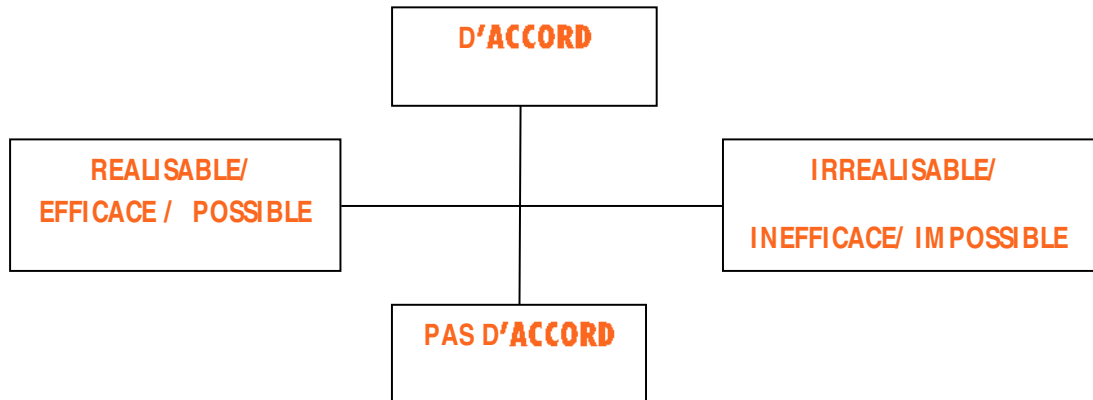 D'ACCORD
REALISABLE/
EFFICACE / POSSIBLE
IRREALISABLE/
INEFFICACE/ IMPOSSIBLE
PAS D'ACCORD